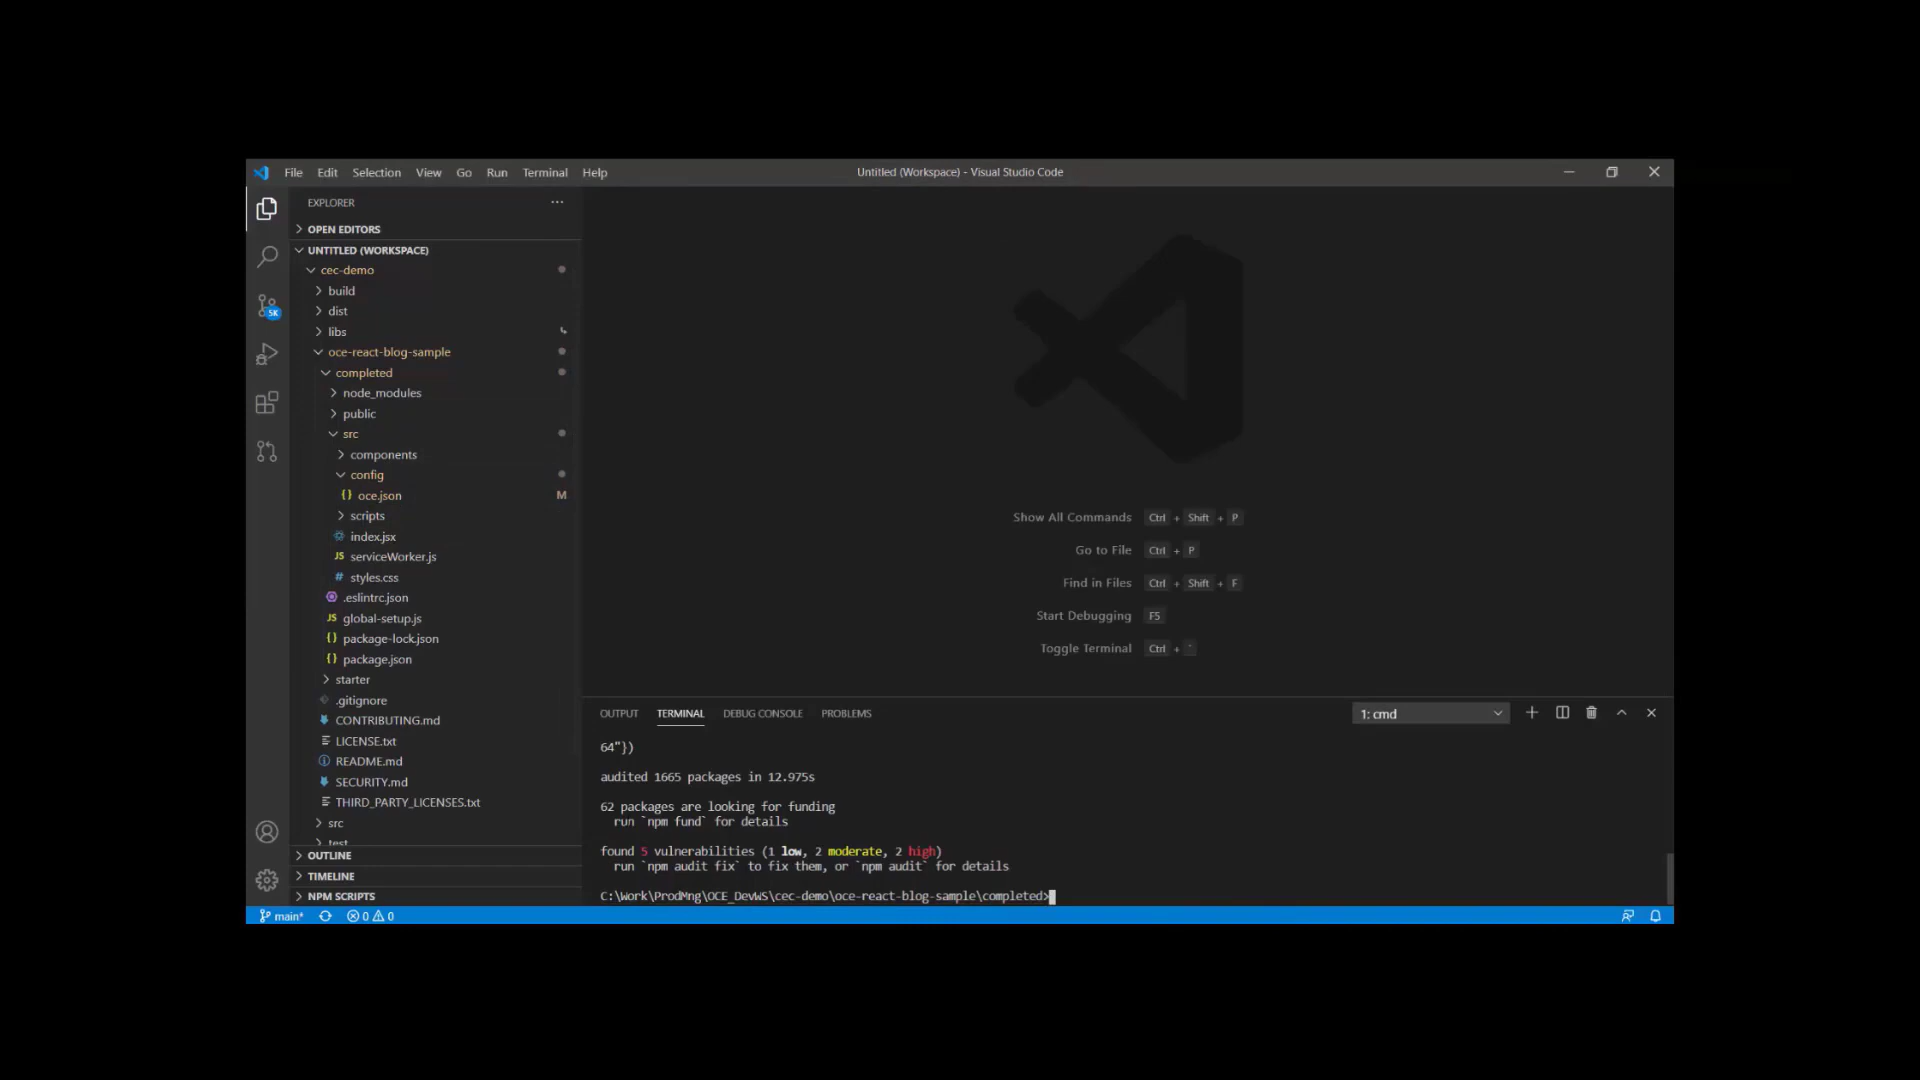 File Edit Selection View Go Run Terminal Help
Untitled (Workspace) - Visual Studio Code
EXPLORER
OPEN EDITORS
UNTITLED (WORKSPACE)
cec-demo
build
dist
libs
oce-react-blog-sample
completed
node_modules
public
src
components
config
{} oce.json M
scripts
index.jsx
JS serviceWorker.js
# styles.css
.eslintrc.json
JS global-setup.js
{} package-lock.json
{} package.json
starter
.gitignore
CONTRIBUTING.md
LICENSE.txt
README.md
SECURITY.md
THIRD_PARTY_LICENSES.txt
src
test
OUTLINE
TIMELINE
NPM SCRIPTS
5K
Show All Commands Ctrl + Shift + P
Go to File Ctrl + P
Find in Files Ctrl + Shift + F
Start Debugging F5
Toggle Terminal Ctrl + `
OUTPUT TERMINAL DEBUG CONSOLE PROBLEMS
1: cmd
64"})
audited 1665 packages in 12.975s
62 packages are looking for funding
run `npm fund` for details
found 5 vulnerabilities (1 low, 2 moderate, 2 high)
run `npm audit fix` to fix them, or `npm audit` for details
C:\Work\ProdMng\OCE_DevWS\cec-demo\oce-react-blog-sample\completed>
main* 0 0